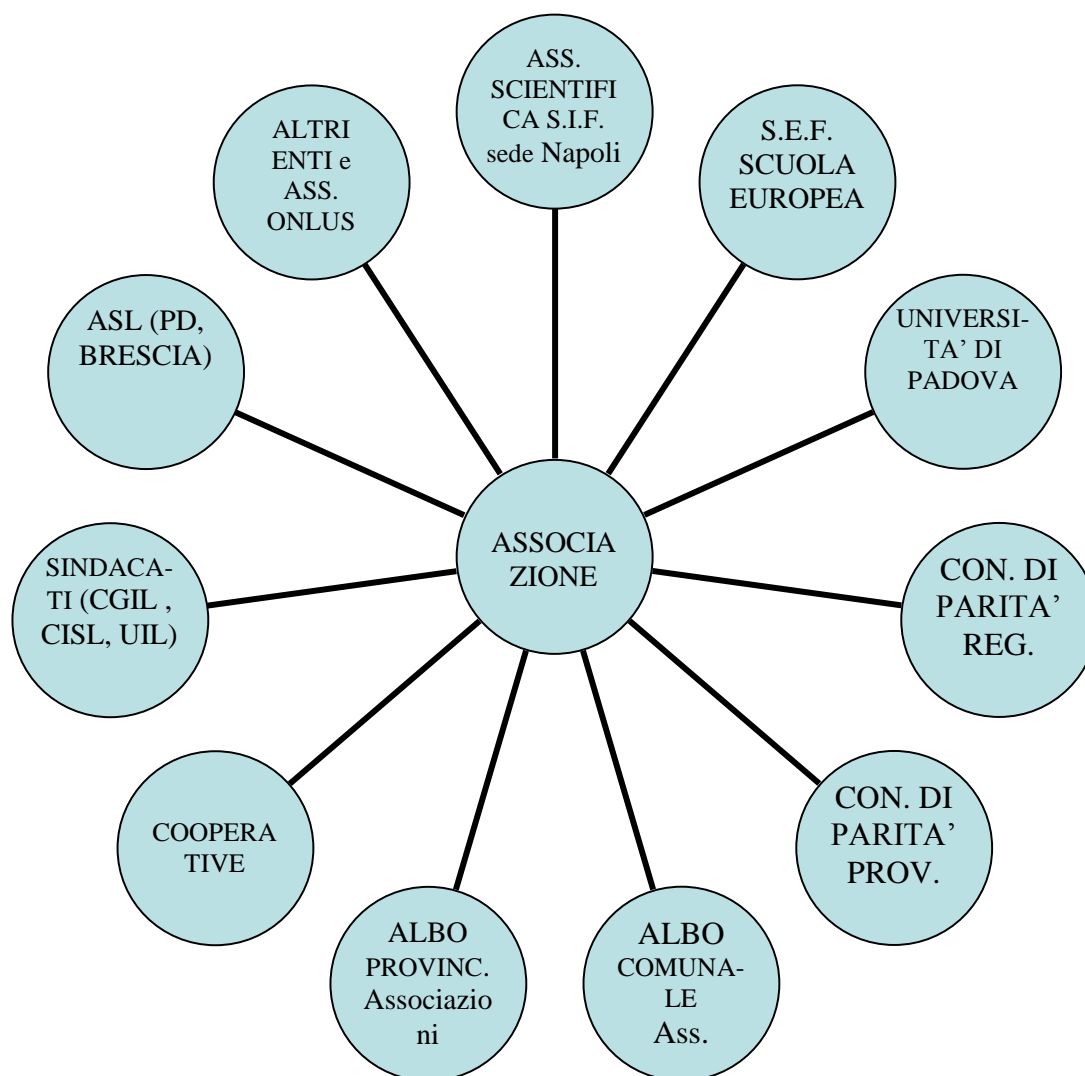 ASS.
SCIENTIFI
CA S.I.F.
sede Napoli
S.E.F.
SCUOLA
EUROPEA
UNIVERSI-
TA’ DI
PADOVA
CON. DI
PARITA’
REG.
CON. DI
PARITA’
PROV.
ALBO
COMUNA-
LE
Ass.
ALBO
PROVINC.
Associazio
ni
COOPERA
TIVE
SINDACA-
TI (CGIL ,
CISL, UIL)
ASL (PD,
BRESCIA)
ALTRI
ENTI e
ASS.
ONLUS
ASSOCIA
ZIONE